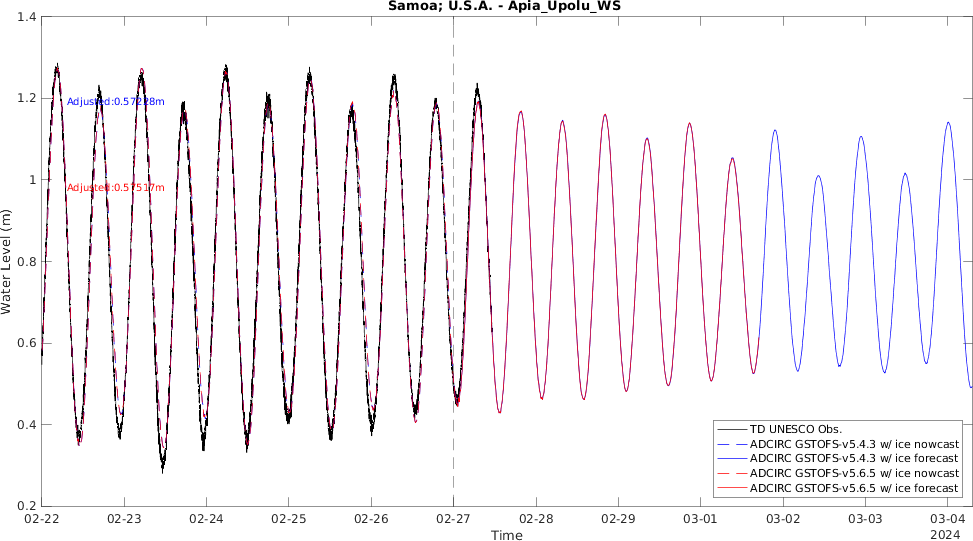 Samoa; U.S.A. - Apia_Upolu_WS
1.4
1.2
1
0.8
0.6
0.4
0.2
Water Level (m)
Adjusted:0.57228m
Adjusted:0.57517m
TD UNESCO Obs.
ADCIRC GSTOFS-v5.4.3 w/ ice nowcast
ADCIRC GSTOFS-v5.4.3 w/ ice forecast
ADCIRC GSTOFS-v5.6.5 w/ ice nowcast
ADCIRC GSTOFS-v5.6.5 w/ ice forecast
02-22 02-23 02-24 02-25 02-26 02-27 02-28 02-29 03-01 03-02 03-03 03-04
Time
2024